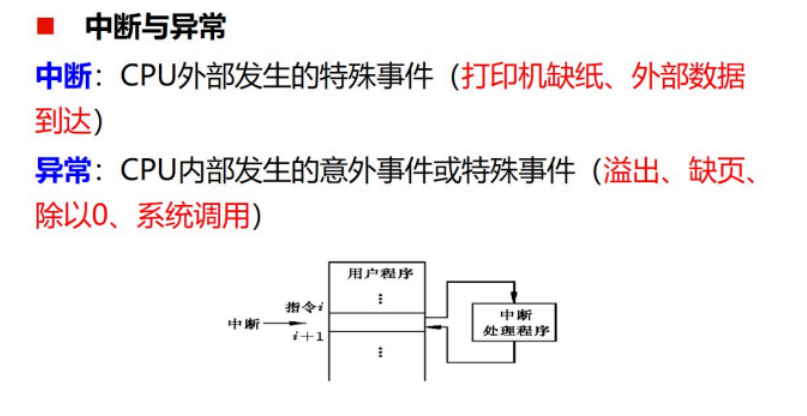 ■ 中断与异常
中断：CPU外部发生的特殊事件（打印机缺纸、外部数据
到达）
异常：CPU内部发生的意外事件或特殊事件（溢出、缺页、
除以0、系统调用）
用户程序
⋮
指令i
中断
i+1
⋮
中断
处理程序